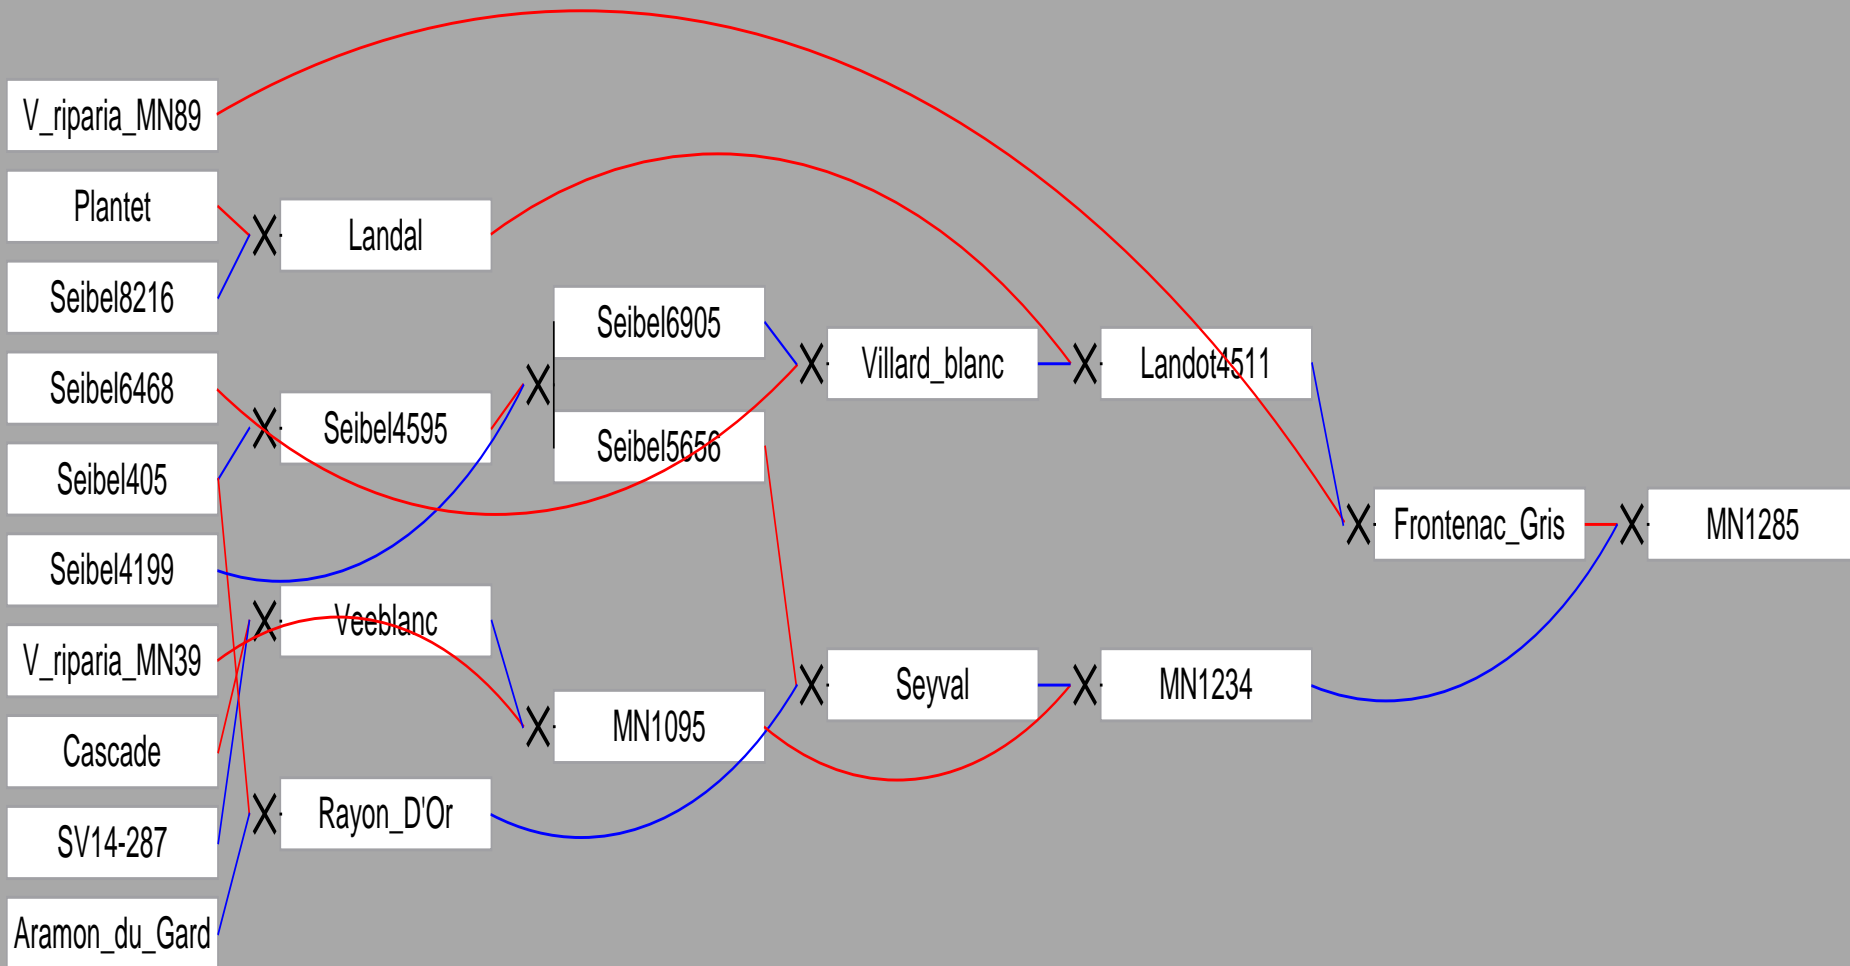 V_riparia_MN89
Plantet
Seibel8216
Seibel6468
Seibel405
Seibel4199
V_riparia_MN39
Cascade
SV14-287
Aramon_du_Gard
Landal
Seibel4595
Veeblanc
Rayon_D'Or
Seibel6905
Seibel5656
MN1095
Villard_blanc
Seyval
Landot4511
MN1234
Frontenac_Gris
MN1285